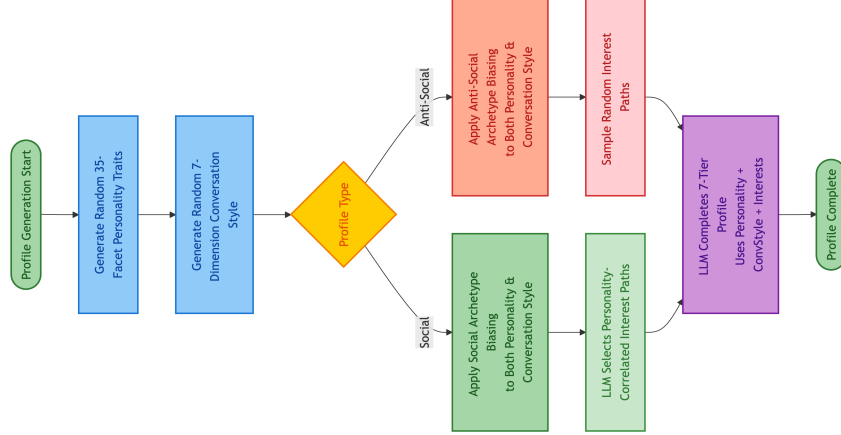 Profile Generation Start
Generate Random 35-
Facet Personality Traits
Generate Random 7-
Dimension Conversation
Style
Profile Type
Anti-Social
Apply Anti-Social
Archetype Biasing
to Both Personality &
Conversation Style
Sample Random Interest
Paths
Social
Apply Social Archetype
Biasing
to Both Personality &
Conversation Style
LLM Selects Personality-
Correlated Interest Paths
LLM Completes 7-Tier
Profile
Uses Personality +
ConvStyle + Interests
Profile Complete